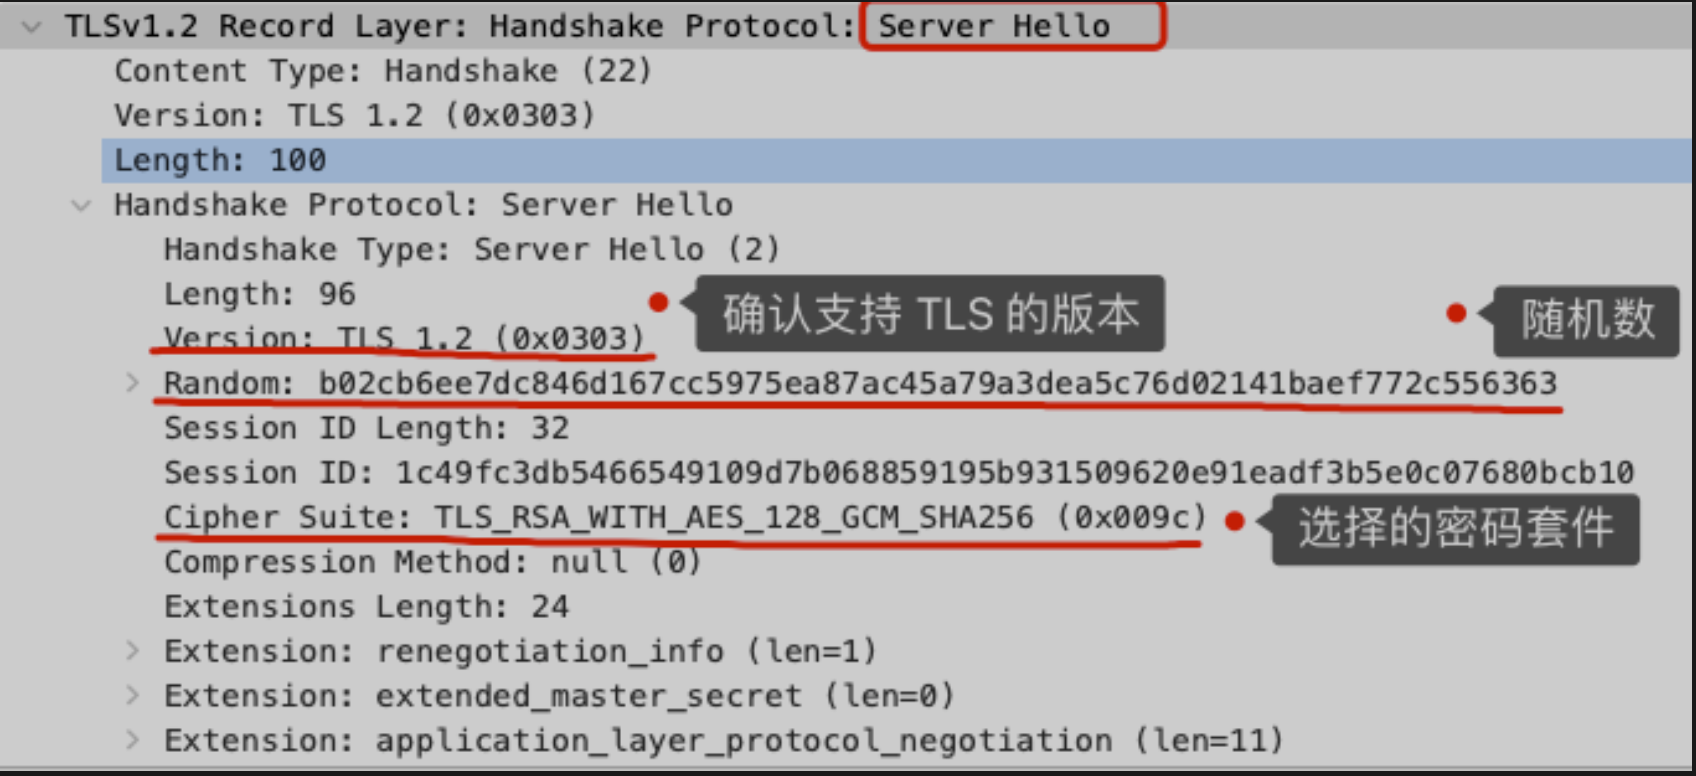 TLSv1.2 Record Layer: Handshake Protocol: Server Hello
Content Type: Handshake (22)
Version: TLS 1.2 (0x0303)
Length: 100
Handshake Protocol: Server Hello
Handshake Type: Server Hello (2)
Length: 96
确认支持 TLS 的版本
随机数
Version: TLS 1.2 (0x0303)
Random: b02cb6ee7dc846d167cc5975ea87ac45a79a3dea5c76d02141baef772c556363
Session ID Length: 32
Session ID: 1c49fc3db5466549109d7b068859195b931509620e91eadf3b5e0c07680bcb10
Cipher Suite: TLS_RSA_WITH_AES_128_GCM_SHA256 (0x009c)
选择的密码套件
Compression Method: null (0)
Extensions Length: 24
Extension: renegotiation_info (len=1)
Extension: extended_master_secret (len=0)
Extension: application_layer_protocol_negotiation (len=11)